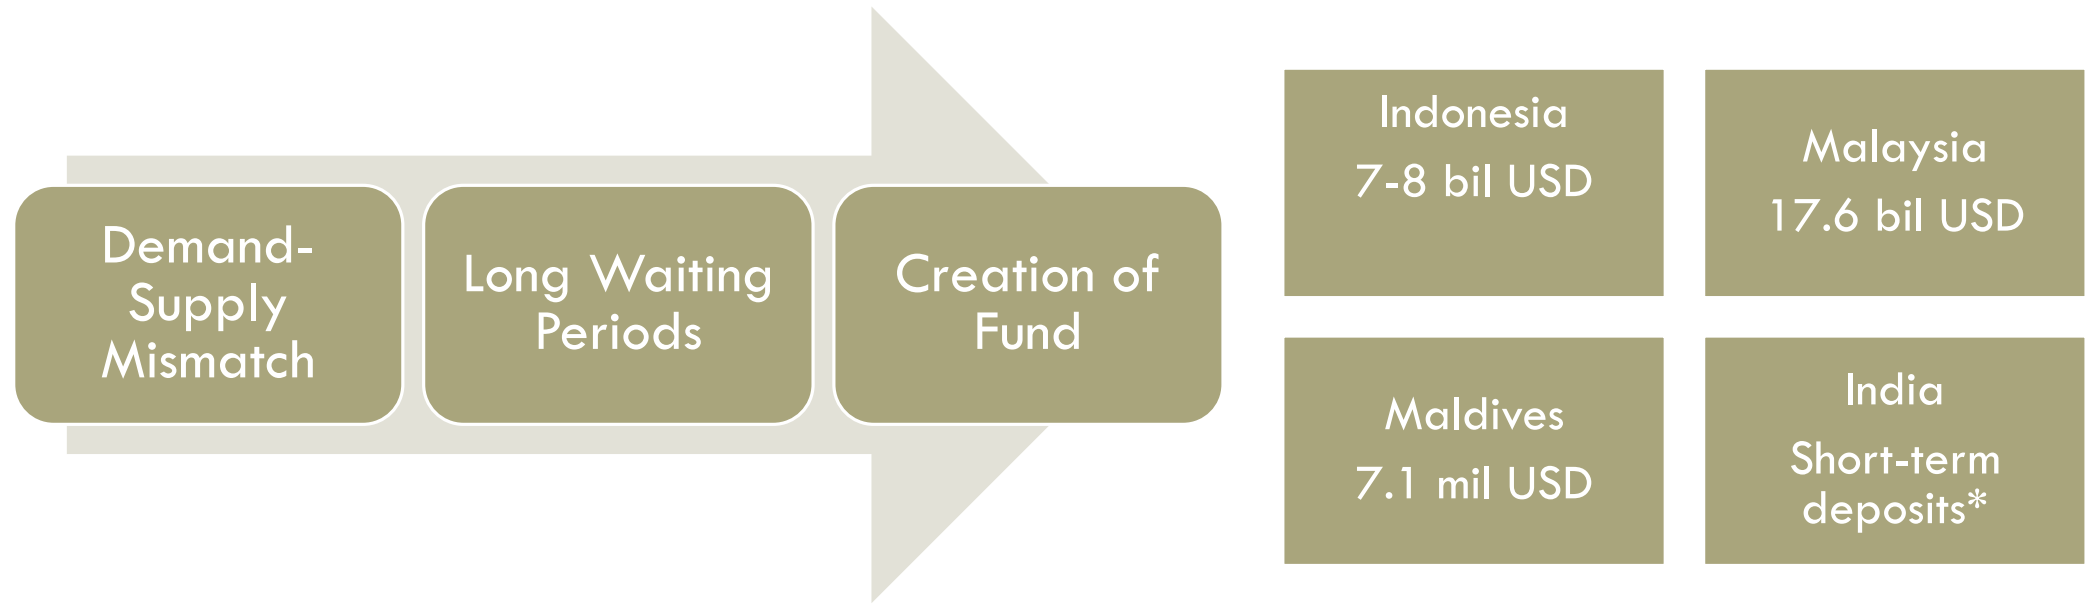 Demand-
Supply
Mismatch
Long Waiting
Periods
Creation of
Fund
Indonesia
7-8 bil USD
Malaysia
17.6 bil USD
Maldives
7.1 mil USD
India
Short-term
deposits*